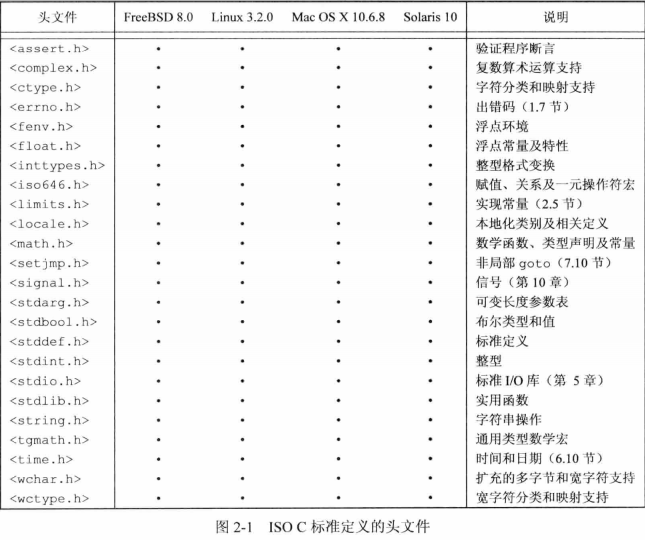 头文件 FreeBSD 8.0 Linux 3.2.0 Mac OS X 10.6.8 Solaris 10 说明
<assert.h> • • • • 验证程序断言
<complex.h> • • • • 复数算术运算支持
<ctype.h> • • • • 字符分类和映射支持
<errno.h> • • • • 出错码（1.7 节）
<fenv.h> • • • • 浮点环境
<float.h> • • • • 浮点常量及特性
<inttypes.h> • • • • 整型格式变换
<iso646.h> • • • • 赋值、关系及一元操作符宏
<limits.h> • • • • 实现常量（2.5 节）
<locale.h> • • • • 本地化类别及相关定义
<math.h> • • • • 数学函数、类型声明及常量
<setjmp.h> • • • • 非局部 goto（7.10 节）
<signal.h> • • • • 信号（第 10 章）
<stdarg.h> • • • • 可变长度参数表
<stdbool.h> • • • • 布尔类型和值
<stddef.h> • • • • 标准定义
<stdint.h> • • • • 整型
<stdio.h> • • • • 标准 I/O 库（第 5 章）
<stdlib.h> • • • • 实用函数
<string.h> • • • • 字符串操作
<tgmath.h> • • • • 通用类型数学宏
<time.h> • • • • 时间和日期（6.10 节）
<wchar.h> • • • • 扩充的多字节和宽字符支持
<wctype.h> • • • • 宽字符分类和映射支持
图 2-1 ISO C 标准定义的头文件